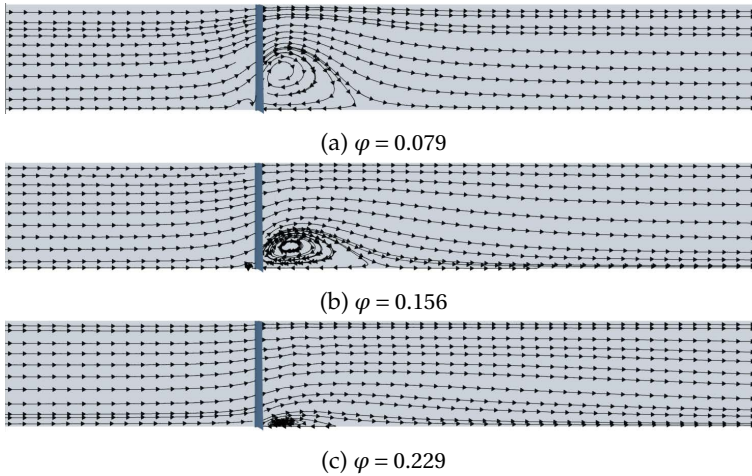 (a) φ = 0.079
(b) φ = 0.156
(c) φ = 0.229